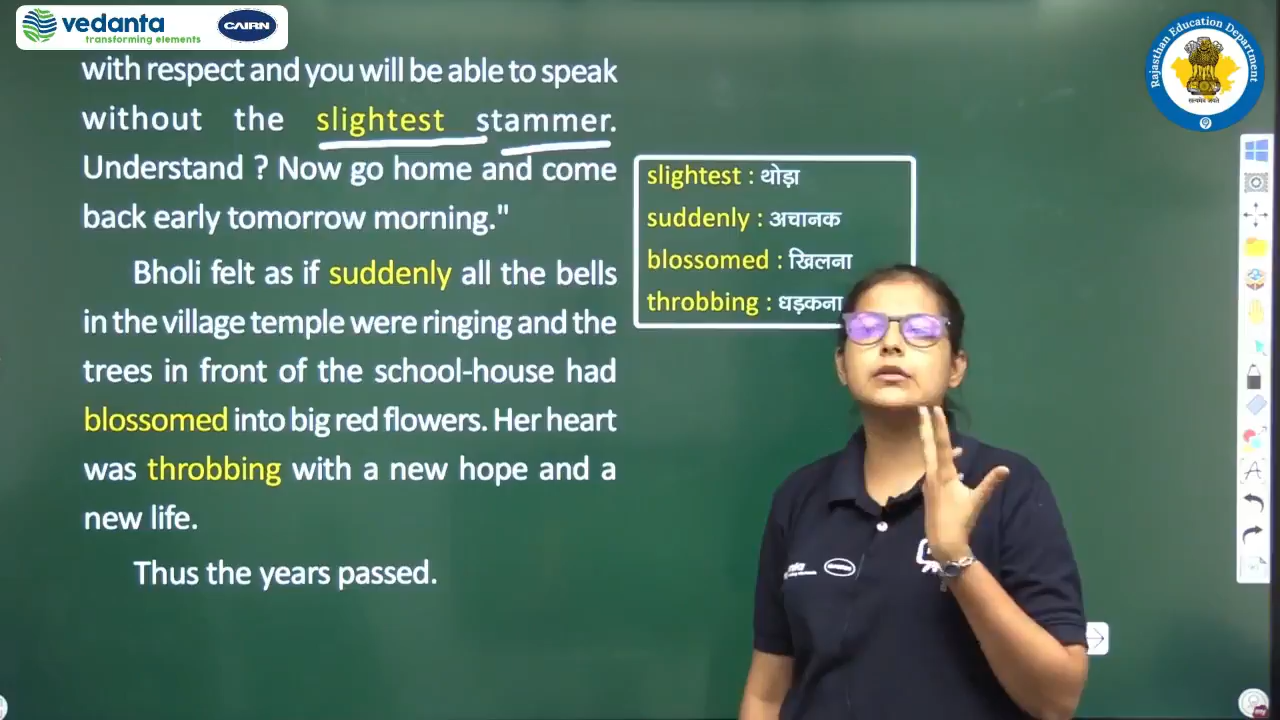 vedanta
transforming elements
CAIRN
Rajasthan Education Department
सत्यमेव जयते
with respect and you will be able to speak
without the slightest stammer.
Understand ? Now go home and come
back early tomorrow morning."
Bholi felt as if suddenly all the bells
in the village temple were ringing and the
trees in front of the school-house had
blossomed into big red flowers. Her heart
was throbbing with a new hope and a
new life.
Thus the years passed.
slightest : थोड़ा
suddenly : अचानक
blossomed : खिलना
throbbing : धड़कना